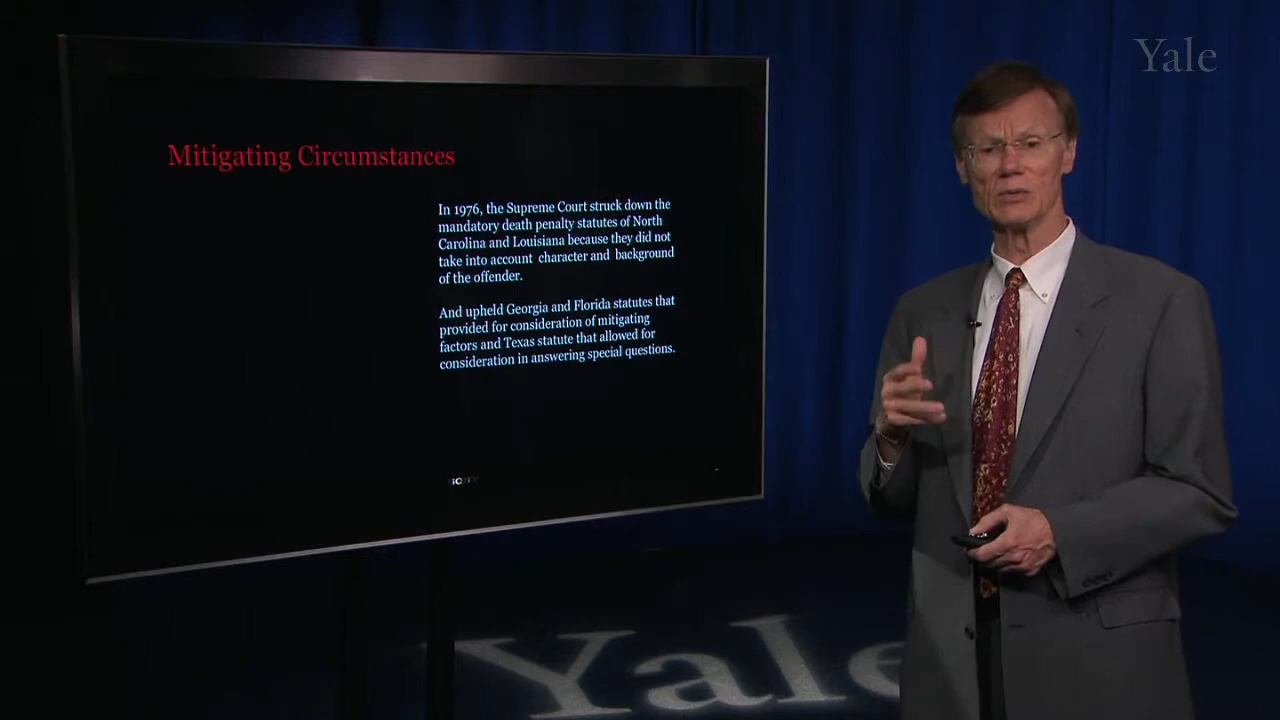 Yale
Mitigating Circumstances
In 1976, the Supreme Court struck down the
mandatory death penalty statutes of North
Carolina and Louisiana because they did not
take into account character and background
of the offender.
And upheld Georgia and Florida statutes that
provided for consideration of mitigating
factors and Texas statute that allowed for
consideration in answering special questions.
SONY
Yale